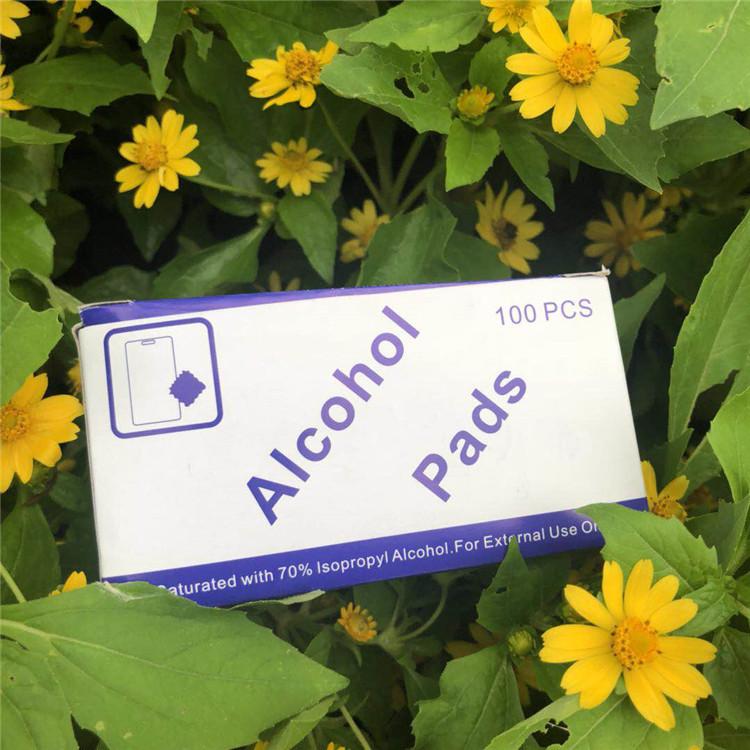 100 PCS
Alcohol
Pads
Saturated with 70% Isopropyl Alcohol.For External Use